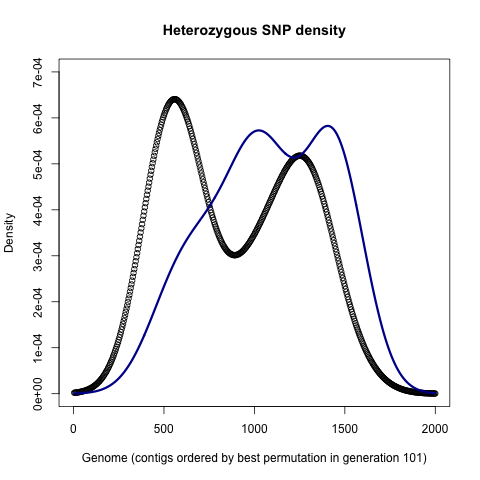 Heterozygous SNP density
Density
7e-04
6e-04
5e-04
4e-04
3e-04
2e-04
1e-04
0e+00
0 500 1000 1500 2000
Genome (contigs ordered by best permutation in generation 101)